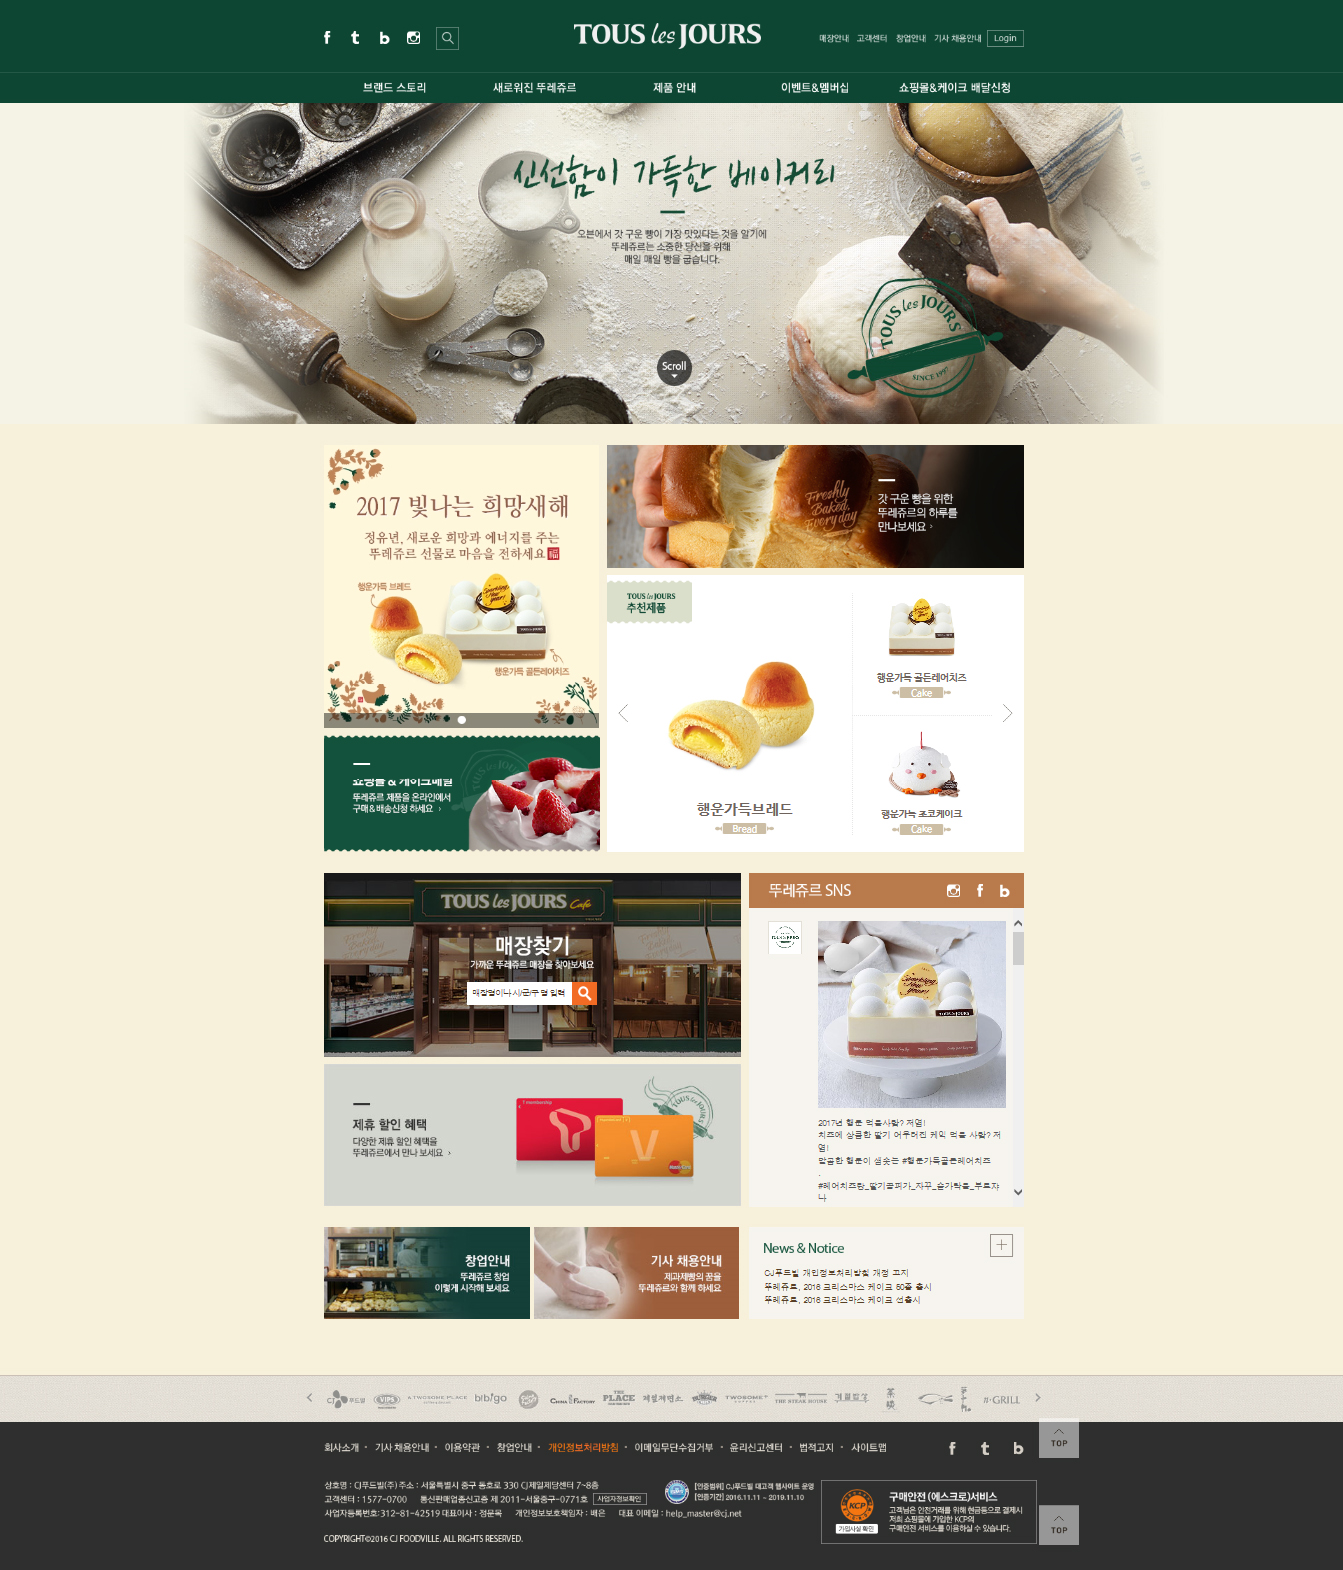 TOUS les JOURS
매장안내 고객센터 창업안내 기사 채용안내 Login
브랜드 스토리 새로워진 뚜레쥬르 제품 안내 이벤트&멤버십 쇼핑몰&케이크 배달신청
신선함이 가득한 베이커리
오븐에서 갓 구운 빵이 가장 맛있다는 것을 알기에
뚜레쥬르는 소중한 당신을 위해
매일 매일 빵을 굽습니다.
TOUS les JOURS
SINCE 1997
Scroll
2017 빛나는 희망새해
정유년, 새로운 희망과 에너지를 주는
뚜레쥬르 선물로 마음을 전하세요
행운가득 브레드
행운가득 골든레어치즈
Freshly
Baked,
Everyday
갓 구운 빵을 위한
뚜레쥬르의 하루를
만나보세요 ›
TOUS les JOURS
추천제품
행운가득브레드
Bread
행운가득 골든레어치즈
Cake
행운가득 초코케이크
Cake
쇼핑몰 & 케이크배달
뚜레쥬르 제품을 온라인에서
구매&배송신청 하세요 ›
TOUS les JOURS Cafe
매장찾기
가까운 뚜레쥬르 매장을 찾아보세요
매장명이나 시/군/구 명 입력
제휴 할인 혜택
다양한 제휴 할인 혜택을
뚜레쥬르에서 만나 보세요 ›
뚜레쥬르 SNS
2017년 행운 먹을사람? 저염!
치즈에 상큼한 딸기 어우러진 케익 먹을 사람? 저
염!
달콤한 행운이 샘솟는 #행운가득골든레어치즈
.
창업안내
뚜레쥬르 창업
이렇게 시작해 보세요
기사 채용안내
제과제빵의 꿈을
뚜레쥬르와 함께 하세요
News & Notice
CJ푸드빌 개인정보처리방침 개정 고지
뚜레쥬르, 2016 크리스마스 케이크 50종 출시
뚜레쥬르, 2016 크리스마스 케이크 선출시
CJ 푸드빌 VIPS A TWOSOME PLACE bibigo CHINA FACTORY THE PLACE 제일제면소 TWOSOME+ THE STEAK HOUSE 계절밥상 GRILL
회사소개 · 기사 채용안내 · 이용약관 · 창업안내 · 개인정보처리방침 · 이메일무단수집거부 · 윤리신고센터 · 법적고지 · 사이트맵
TOP
상호명 : CJ푸드빌(주) 주소 : 서울특별시 중구 동호로 330 CJ제일제당센터 7~8층
고객센터 : 1577-0700 통신판매업종신고증 제 2011-서울중구-0771호 사업자정보확인
사업자등록번호:312-81-42519 대표이사 : 정문목 개인정보보호책임자 : 배은 대표 이메일 : help_master@cj.net
COPYRIGHT©2016 CJ FOODVILLE. ALL RIGHTS RESERVED.
[인증범위] CJ푸드빌 대고객 웹사이트 운영
[인증기간] 2016.11.11 ~ 2019.11.10
KCP
가입사실 확인
구매안전 (에스크로)서비스
고객님은 안전거래를 위해 현금등으로 결제시
저희 쇼핑몰에 가입한 KCP의
구매안전 서비스를 이용하실 수 있습니다.
TOP